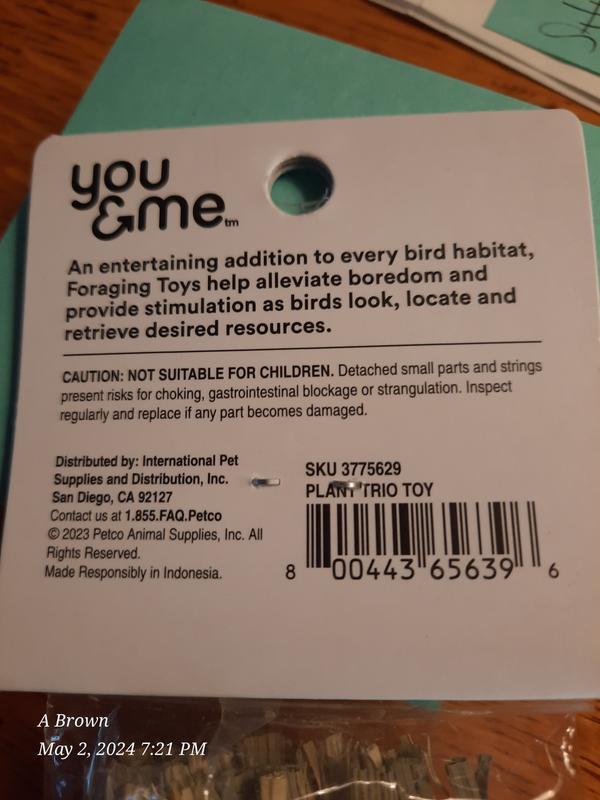 you
&me™
An entertaining addition to every bird habitat,
Foraging Toys help alleviate boredom and
provide stimulation as birds look, locate and
retrieve desired resources.
CAUTION: NOT SUITABLE FOR CHILDREN. Detached small parts and strings
present risks for choking, gastrointestinal blockage or strangulation. Inspect
regularly and replace if any part becomes damaged.
Distributed by: International Pet
Supplies and Distribution, Inc.
San Diego, CA 92127
Contact us at 1.855.FAQ.Petco
© 2023 Petco Animal Supplies, Inc. All
Rights Reserved.
Made Responsibly in Indonesia.
SKU 3775629
PLANT TRIO TOY
8 00443 65639 6
A Brown
May 2, 2024 7:21 PM